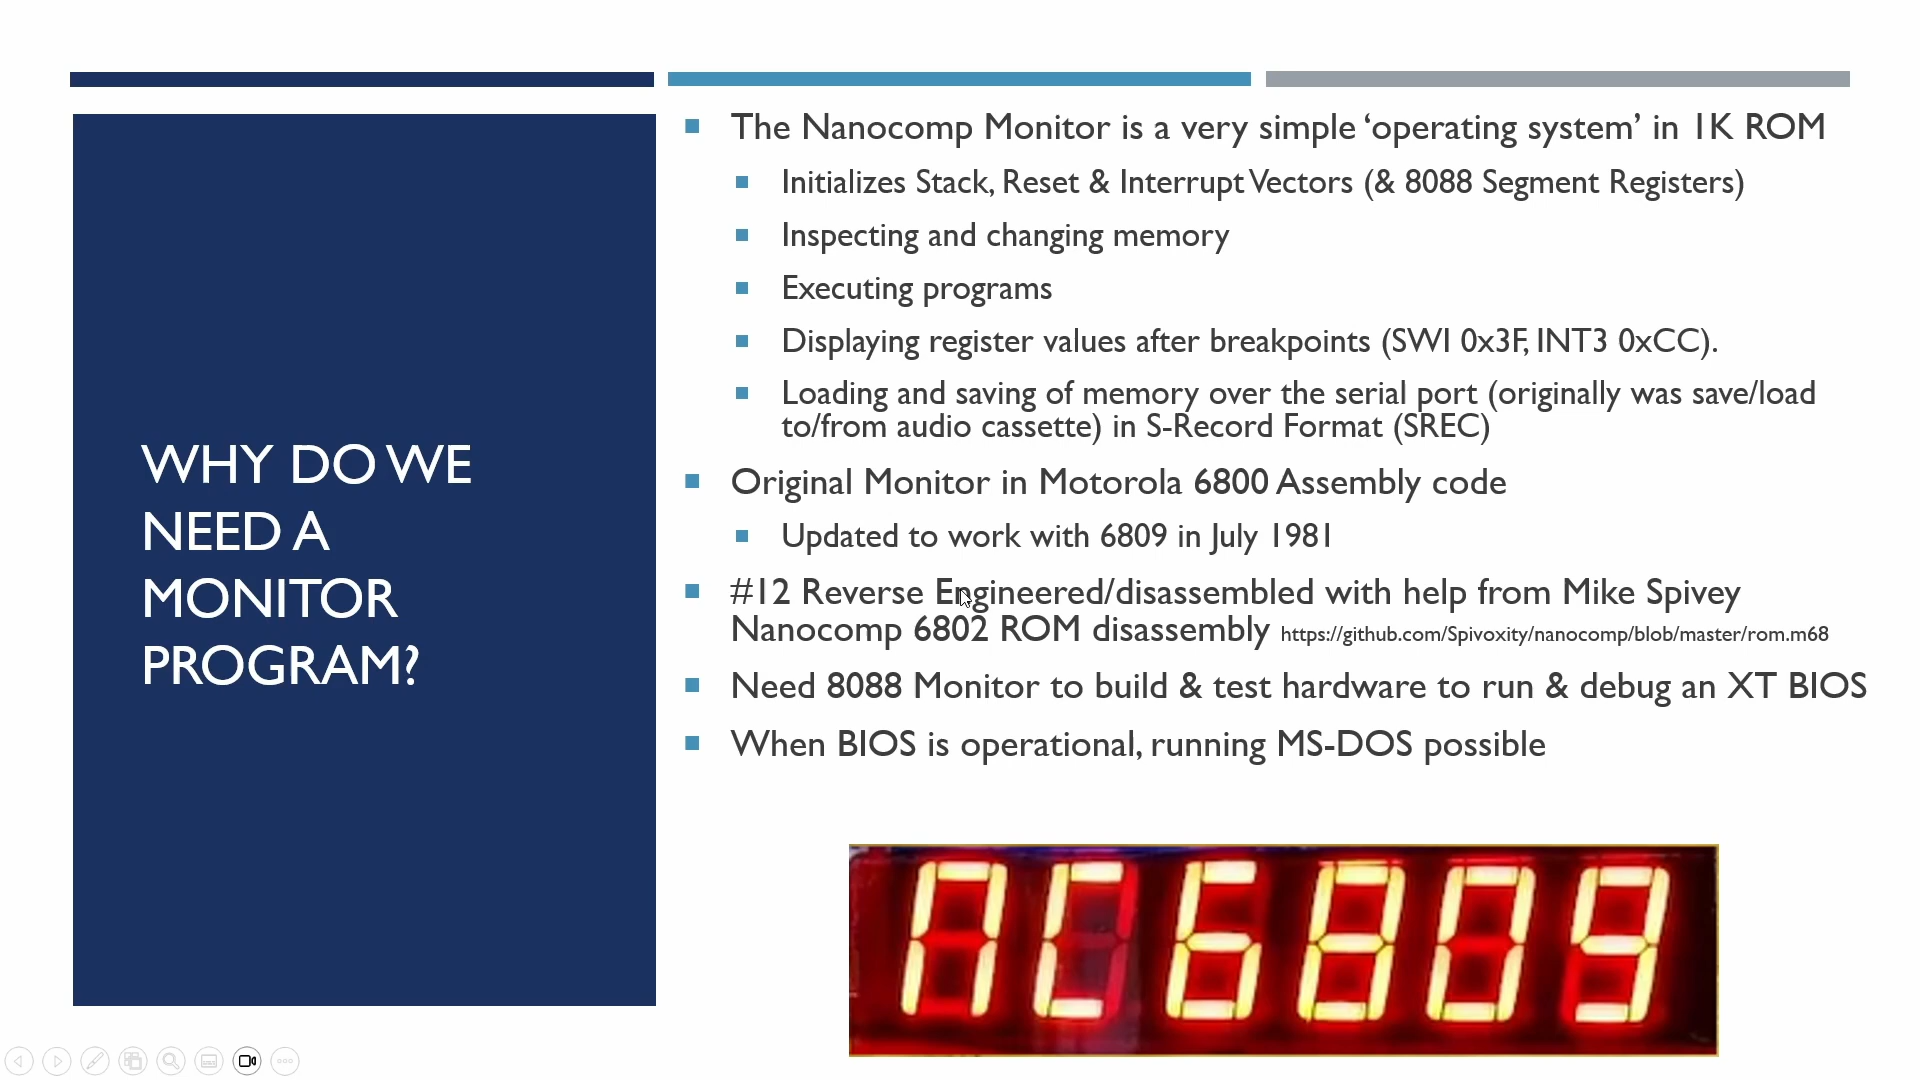 WHY DO WE
NEED A
MONITOR
PROGRAM?
The Nanocomp Monitor is a very simple ‘operating system’ in 1K ROM
Initializes Stack, Reset & Interrupt Vectors (& 8088 Segment Registers)
Inspecting and changing memory
Executing programs
Displaying register values after breakpoints (SWI 0x3F, INT3 0xCC).
Loading and saving of memory over the serial port (originally was save/load
to/from audio cassette) in S-Record Format (SREC)
Original Monitor in Motorola 6800 Assembly code
Updated to work with 6809 in July 1981
#12 Reverse Engineered/disassembled with help from Mike Spivey
Nanocomp 6802 ROM disassembly https://github.com/Spivoxity/nanocomp/blob/master/rom.m68
Need 8088 Monitor to build & test hardware to run & debug an XT BIOS
When BIOS is operational, running MS-DOS possible
nC6809